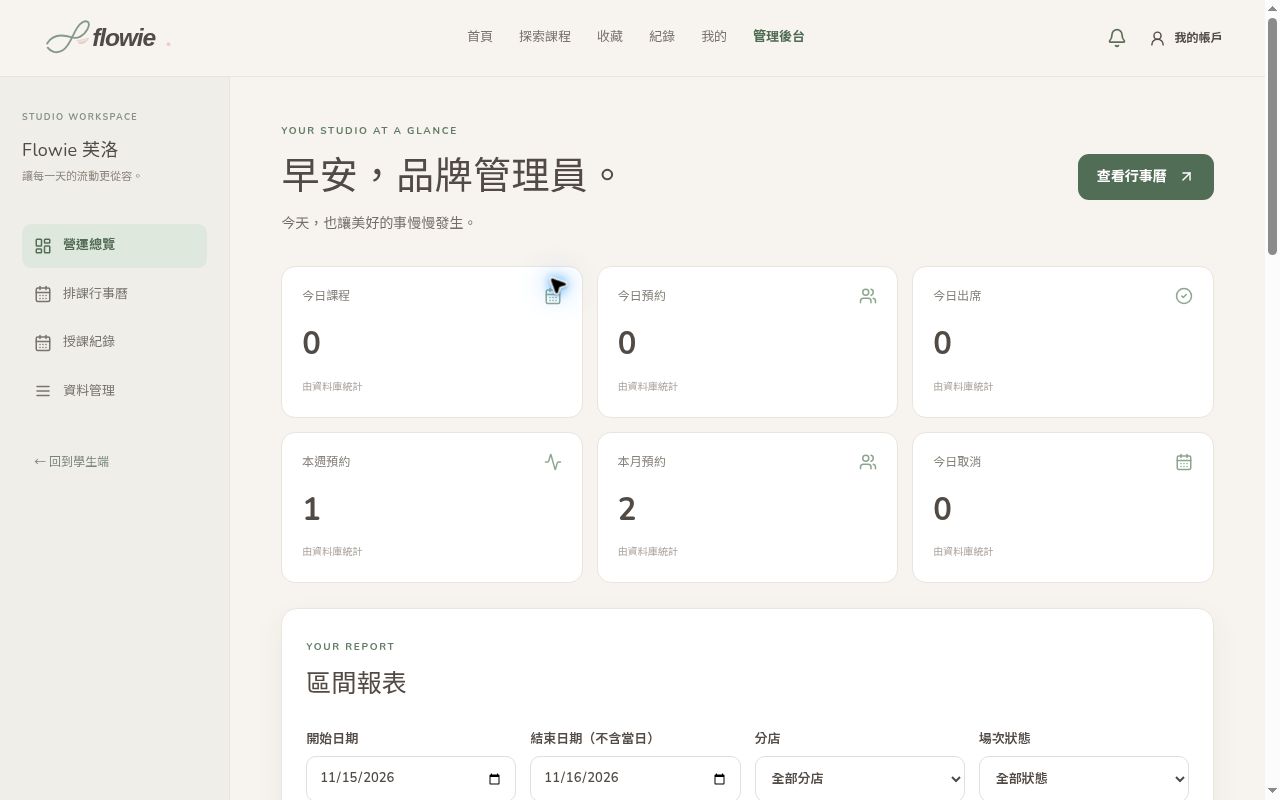 flowie
首頁 探索課程 收藏 紀錄 我的 管理後台
我的帳戶
STUDIO WORKSPACE
Flowie 芙洛
讓每一天的流動更從容。
營運總覽
排課行事曆
授課紀錄
資料管理
← 回到學生端
YOUR STUDIO AT A GLANCE
早安，品牌管理員。
今天，也讓美好的事慢慢發生。
查看行事曆
今日課程
0
由資料庫統計
今日預約
0
由資料庫統計
今日出席
0
由資料庫統計
本週預約
1
由資料庫統計
本月預約
2
由資料庫統計
今日取消
0
由資料庫統計
YOUR REPORT
區間報表
開始日期 結束日期（不含當日） 分店 場次狀態
11/15/2026 11/16/2026 全部分店 全部狀態